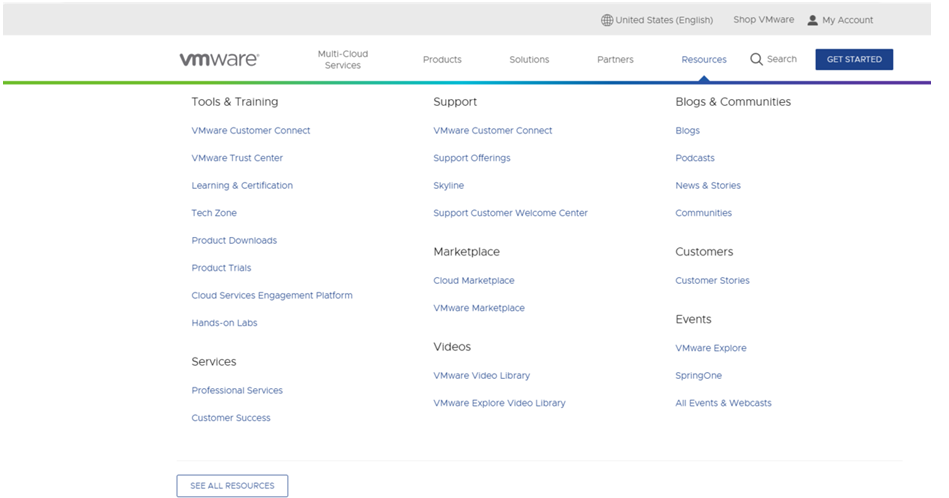 United States (English)
Shop VMware
My Account
vmware®
Multi-Cloud
Services
Products
Solutions
Partners
Resources
Search
GET STARTED
Tools & Training
VMware Customer Connect
VMware Trust Center
Learning & Certification
Tech Zone
Product Downloads
Product Trials
Cloud Services Engagement Platform
Hands-on Labs
Services
Professional Services
Customer Success
Support
VMware Customer Connect
Support Offerings
Skyline
Support Customer Welcome Center
Marketplace
Cloud Marketplace
VMware Marketplace
Videos
VMware Video Library
VMware Explore Video Library
Blogs & Communities
Blogs
Podcasts
News & Stories
Communities
Customers
Customer Stories
Events
VMware Explore
SpringOne
All Events & Webcasts
SEE ALL RESOURCES